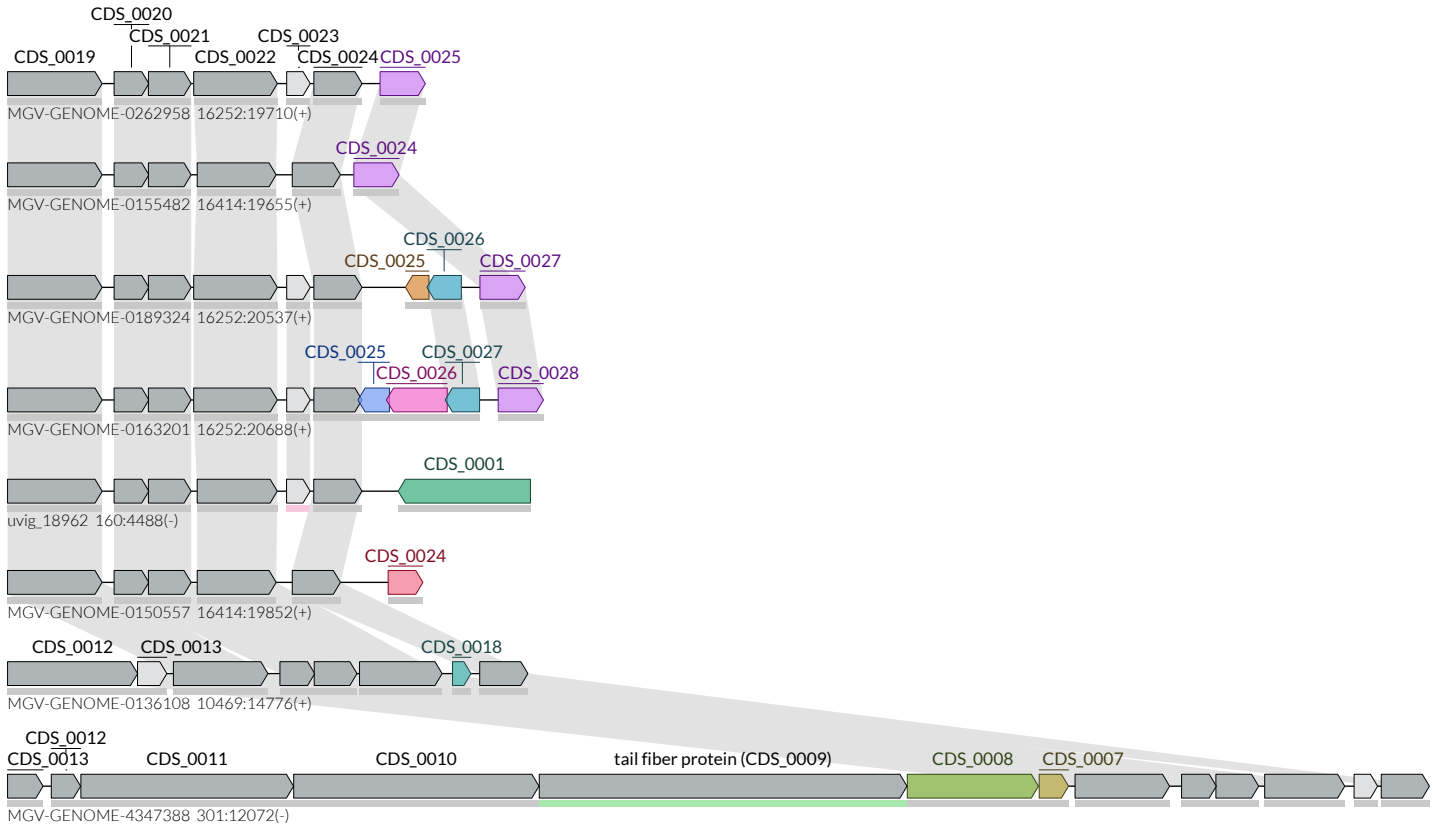 CDS_0020
CDS_0021 CDS_0023
CDS_0019 CDS_0022 CDS_0024 CDS_0025
MGV-GENOME-0262958 16252:19710(+)
CDS_0024
MGV-GENOME-0155482 16414:19655(+)
CDS_0026
CDS_0025 CDS_0027
MGV-GENOME-0189324 16252:20537(+)
CDS_0025 CDS_0027
CDS_0026 CDS_0028
MGV-GENOME-0163201 16252:20688(+)
CDS_0001
uvig_18962 160:4488(-)
CDS_0024
MGV-GENOME-0150557 16414:19852(+)
CDS_0012 CDS_0013 CDS_0018
MGV-GENOME-0136108 10469:14776(+)
CDS_0012
CDS_0013 CDS_0011 CDS_0010 tail fiber protein (CDS_0009) CDS_0008 CDS_0007
MGV-GENOME-4347388 301:12072(-)